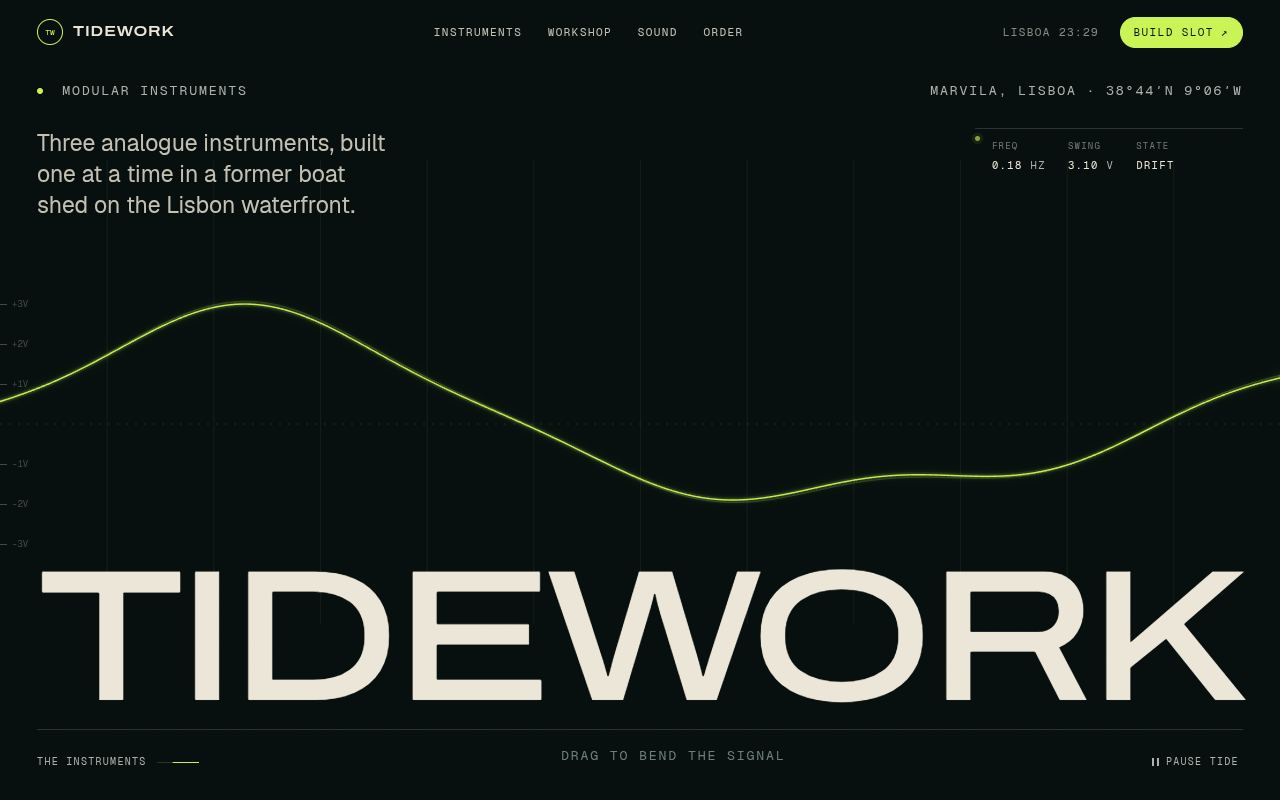 TW TIDEWORK
INSTRUMENTS WORKSHOP SOUND ORDER
LISBOA 23:29
BUILD SLOT ↗
MODULAR INSTRUMENTS
MARVILA, LISBOA · 38°44′N 9°06′W
Three analogue instruments, built
one at a time in a former boat
shed on the Lisbon waterfront.
FREQ SWING STATE
0.18 HZ 3.10 V DRIFT
+3V
+2V
+1V
-1V
-2V
-3V
TIDEWORK
THE INSTRUMENTS
DRAG TO BEND THE SIGNAL
PAUSE TIDE